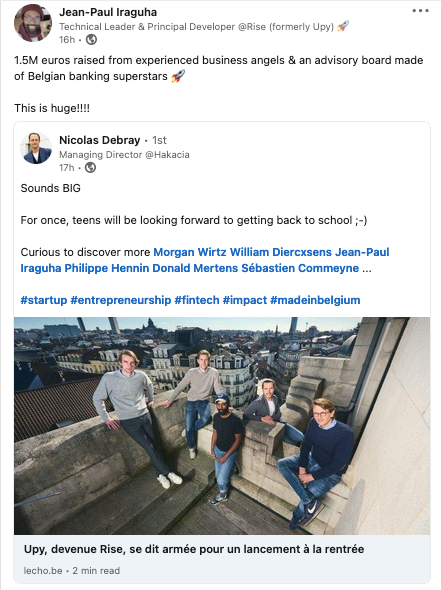 Jean-Paul Iraguha
Technical Leader & Principal Developer @Rise (formerly Upy) 🚀
16h •
1.5M euros raised from experienced business angels & an advisory board made
of Belgian banking superstars 🚀
This is huge!!!!
Nicolas Debray • 1st
Managing Director @Hakacia
17h •
Sounds BIG
For once, teens will be looking forward to getting back to school ;-)
Curious to discover more Morgan Wirtz William Diercxsens Jean-Paul
Iraguha Philippe Hennin Donald Mertens Sébastien Commeyne ...
#startup #entrepreneurship #fintech #impact #madeinbelgium
Upy, devenue Rise, se dit armée pour un lancement à la rentrée
lecho.be • 2 min read